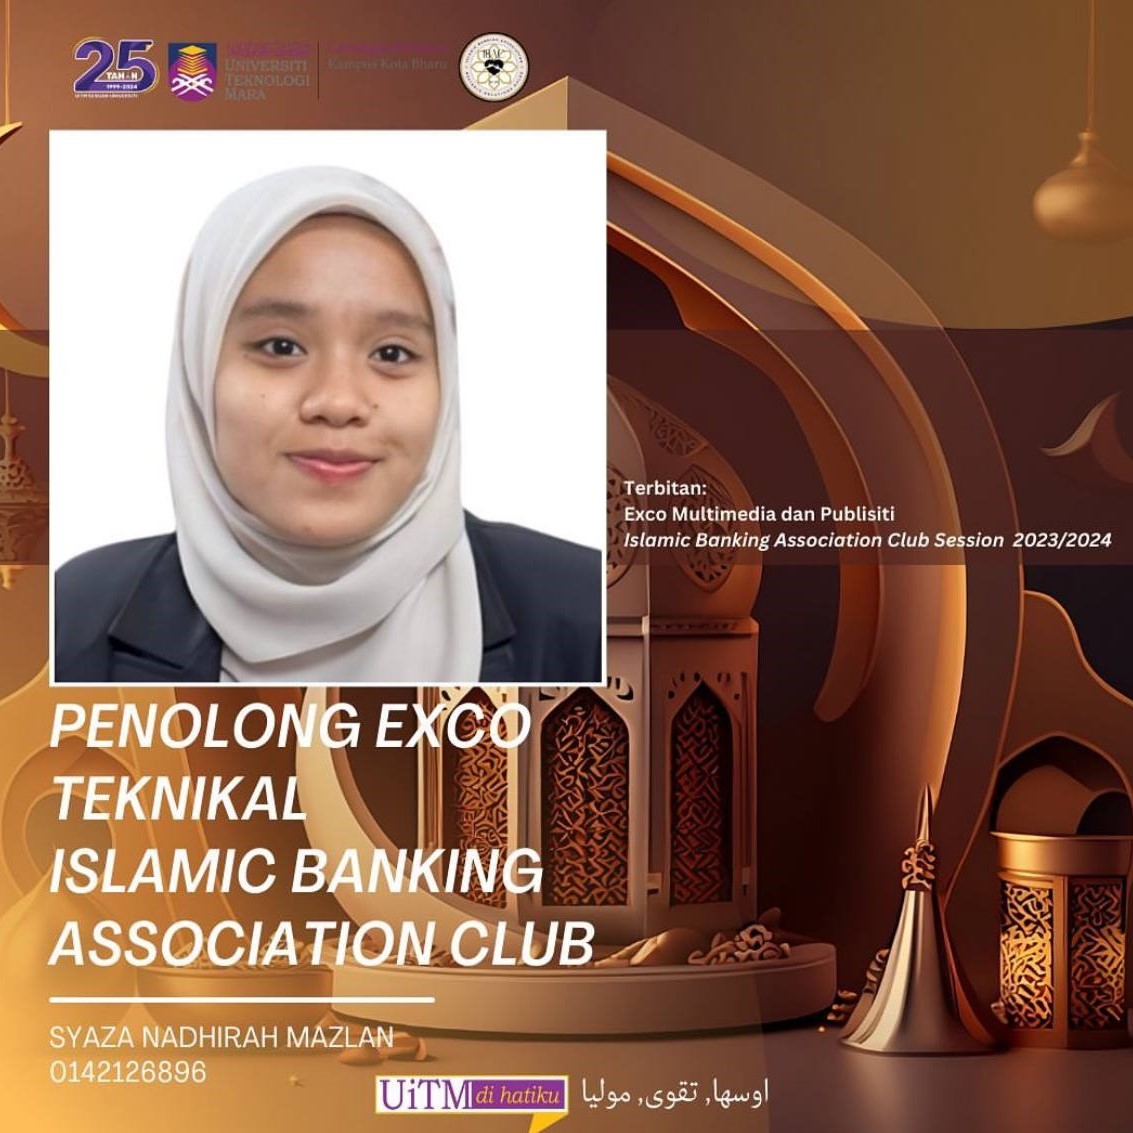 25
TAHUN
1999-2024
UNIVERSITI
TEKNOLOGI
MARA
Kampus Kota Bharu
Terbitan:
Exco Multimedia dan Publisiti
Islamic Banking Association Club Session 2023/2024
PENOLONG EXCO
TEKNIKAL
ISLAMIC BANKING
ASSOCIATION CLUB
SYAZA NADHIRAH MAZLAN
0142126896
UiTM di hatiku
اوسها, تقوى, موليا